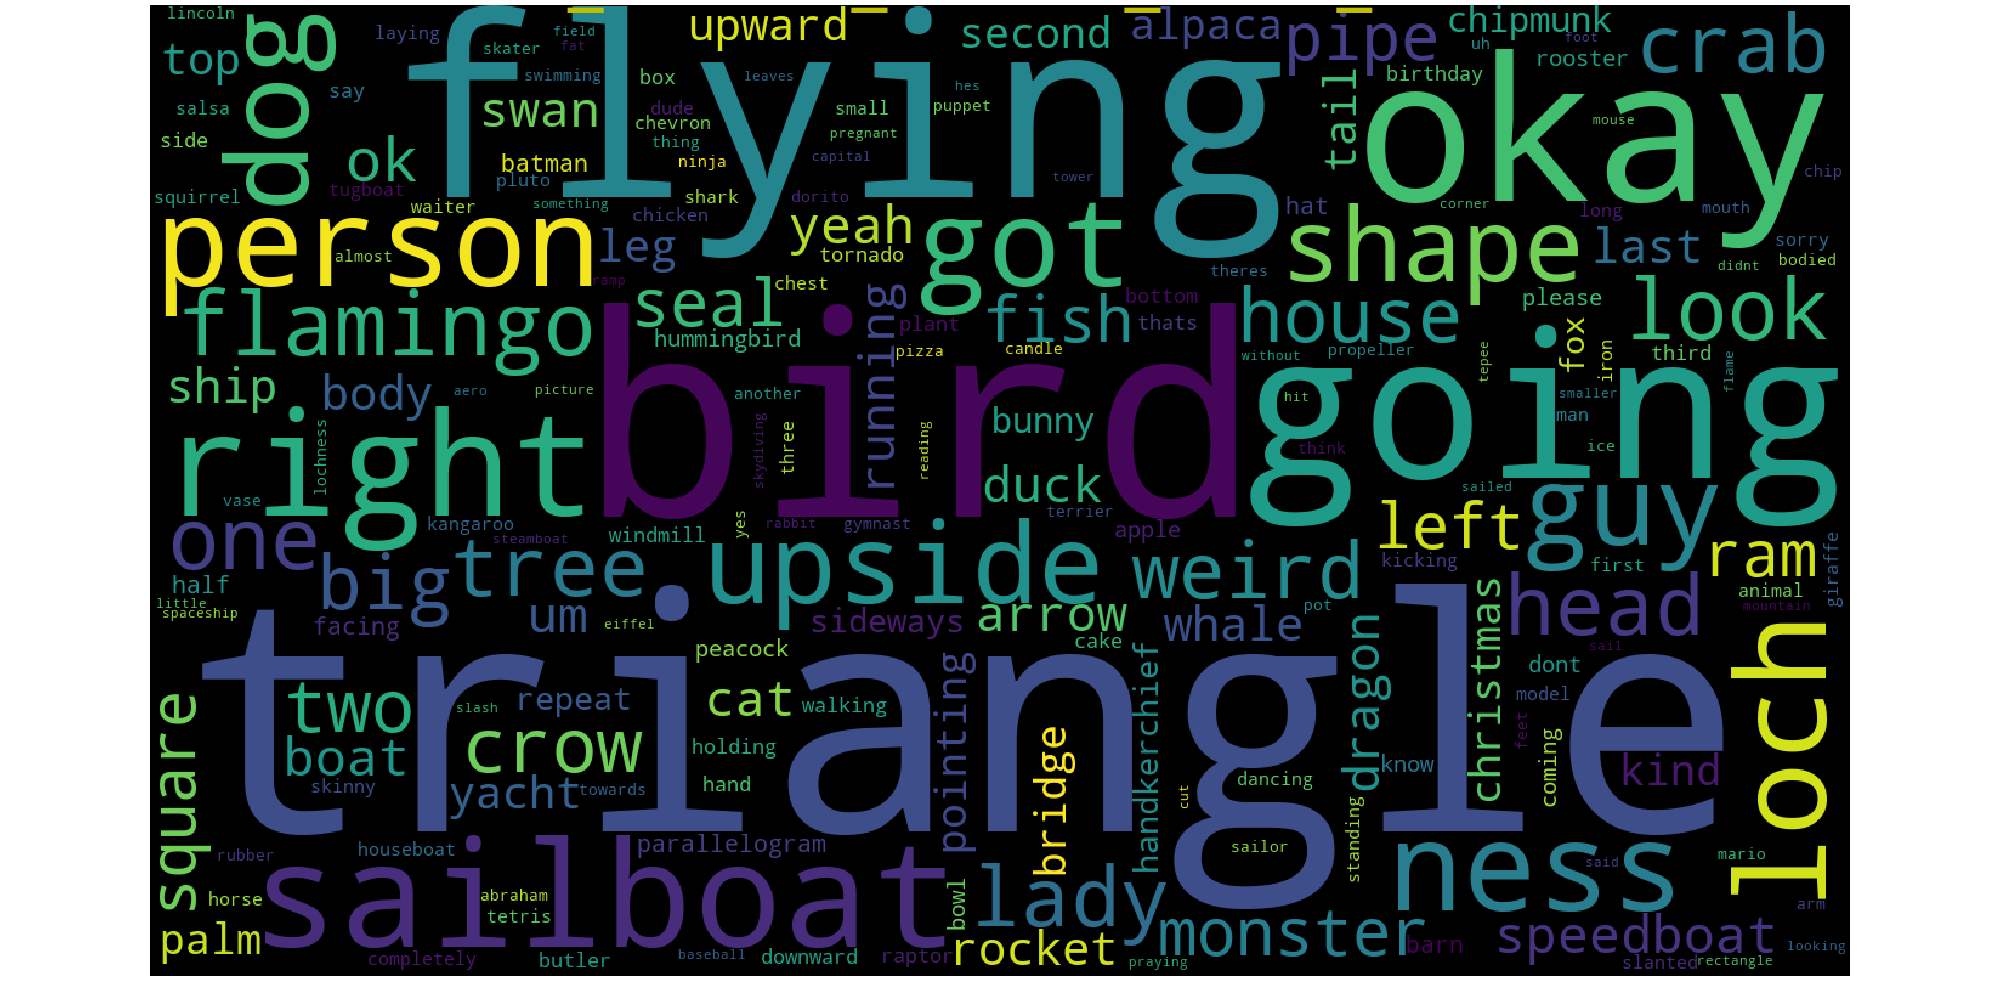 lincoln
laying
dog
flying
field
skater
fat
upward
second
alpaca
pipe
chipmunk
uh
foot
crab
top
swimming
box
leaves
hes
birthday
rooster
okay
salsa
say
swan
dude
small
puppet
tail
mouse
side
ok
chevron
thing
pregnant
batman
ninja
capital
squirrel
tugboat
pluto
shark
dorito
tower
chip
waiter
something
chicken
yeah
got
hat
corner
long
mouth
person
almost
leg
tornado
theres
shape
last
sorry
didnt
bodied
ramp
seal
chest
running
bottom
please
flamingo
hummingbird
plant
fish
thats
house
look
pizza
candle
without
propeller
tepee
fox
iron
third
flame
ship
body
aero
picture
bird
another
hit
smaller
going
right
lochness
skydiving
three
reading
bunny
man
think
ice
vase
duck
sailed
left
guy
one
kangaroo
steamboat
windmill
yes
rabbit
gymnast
terrier
apple
half
big
tree
upside
weird
kicking
first
ram
giraffe
little
spaceship
facing
um
eiffel
sideways
arrow
whale
pot
christmas
head
animal
mountain
loch
triangle
peacock
cake
dragon
sail
dont
square
two
slash
repeat
cat
walking
pointing
handkerchief
model
feet
boat
crow
holding
bridge
know
coming
kind
skinny
yacht
towards
hand
dancing
cut
standing
rubber
houseboat
parallelogram
sailor
ness
said
mario
horse
sailboat
abraham
tetris
bowl
lady
arm
palm
rocket
monster
barn
speedboat
looking
completely
butler
baseball
downward
raptor
praying
slanted
rectangle